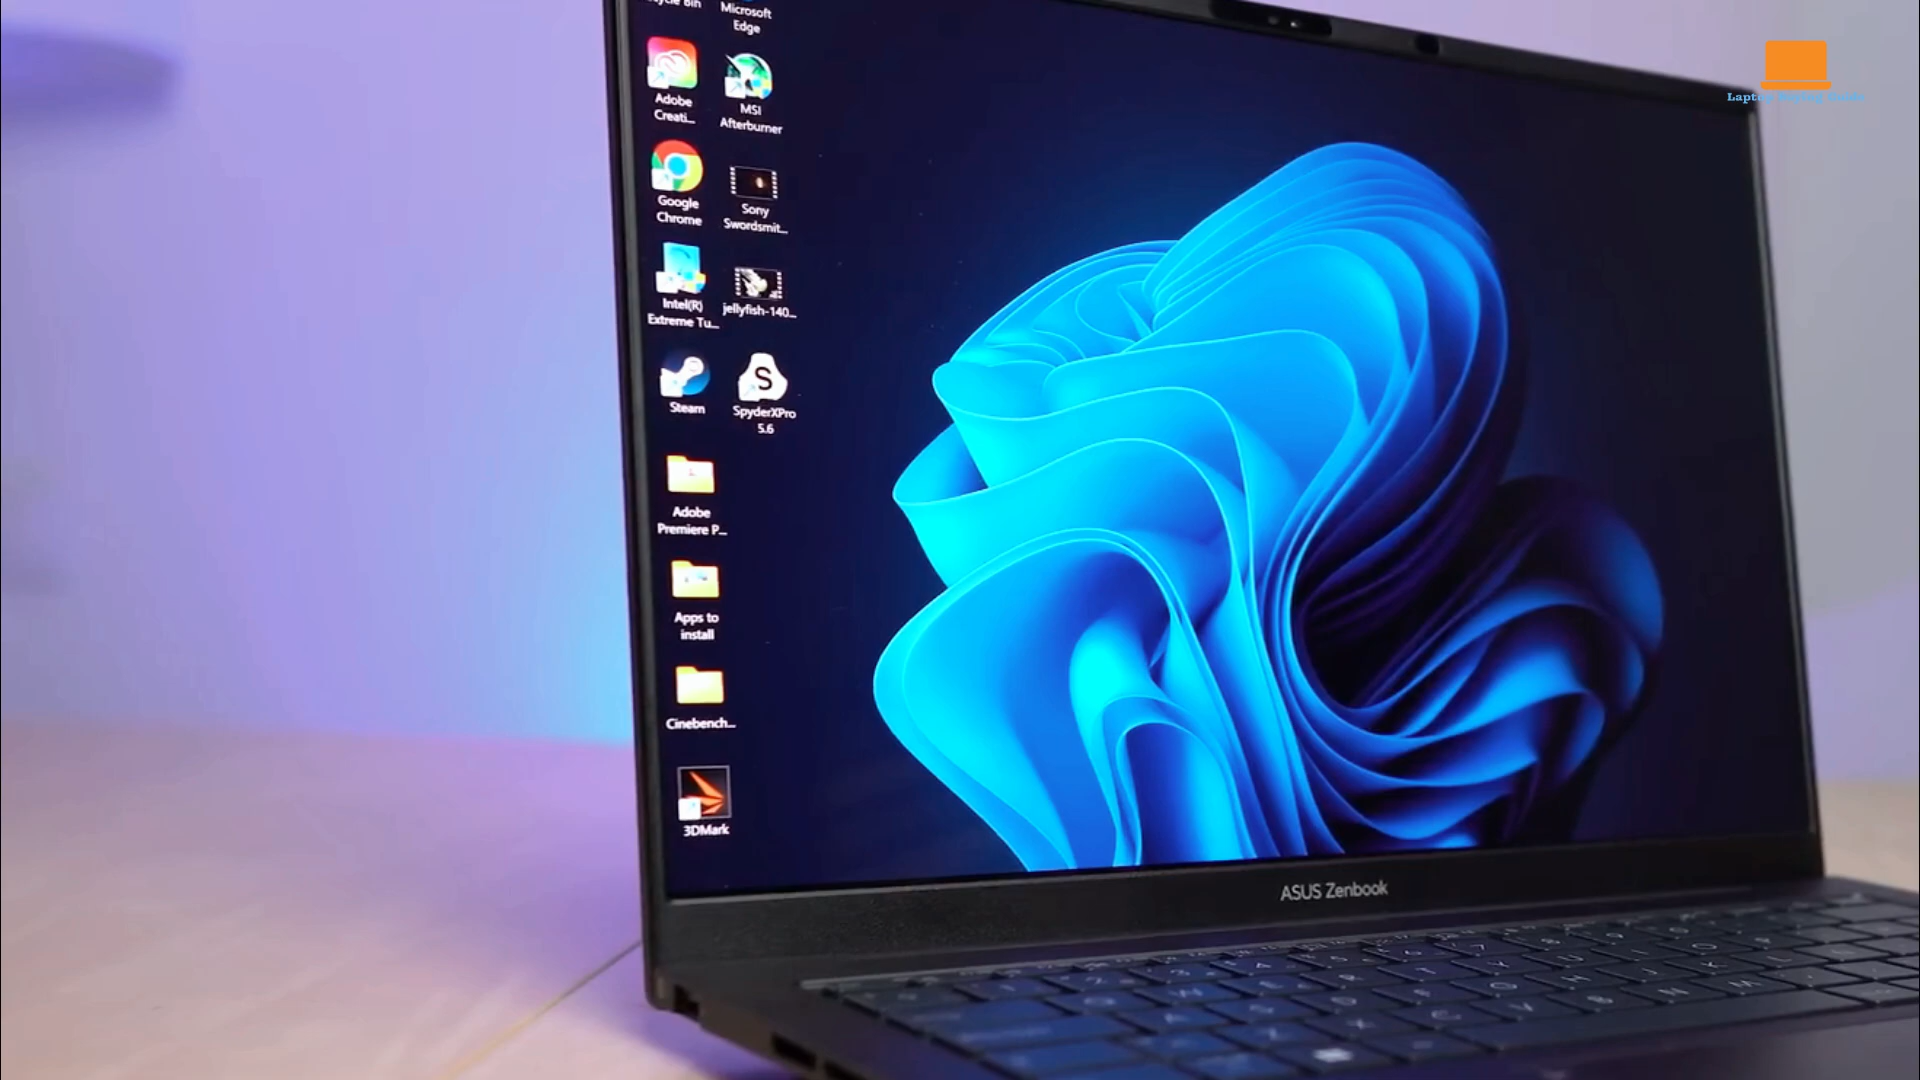 Microsoft
Edge
Adobe
Creati...
MSI
Afterburner
Google
Chrome
Sony
Swordsmit...
Intel(R)
Extreme Tu...
jellyfish-140...
Steam
SpyderXPro
5.6
Adobe
Premiere P...
Apps to
install
Cinebench...
3DMark
ASUS Zenbook